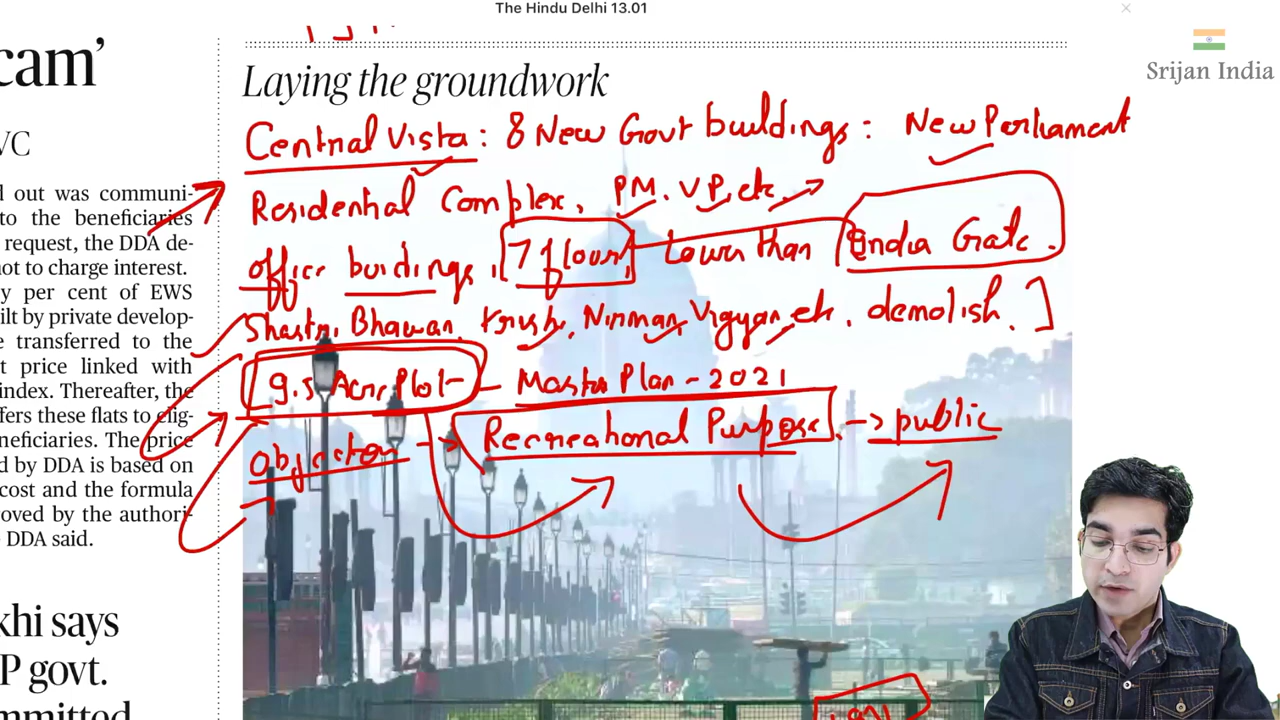 The Hindu Delhi 13.01
Srijan India
cam’
VC
d out was communi-
to the beneficiaries
request, the DDA de-
not to charge interest.
y per cent of EWS
ilt by private develop-
e transferred to the
t price linked with
index. Thereafter, the
ffers these flats to elig-
neficiaries. The price
d by DDA is based on
cost and the formula
roved by the authori-
DDA said.
khi says
P govt.
mmitted
Laying the groundwork
Central Vista : 8 New Govt buildings : New Parliament
Residential Complex, PM, VP, etc
office buildings, 7 floors, Lower than India Gate.
Shastri Bhawan, Krishi, Nirman, Vigyan, etc, demolish.]
9.5 Acre Plot - Master Plan - 2021
Objection → Recreational Purpose. → public